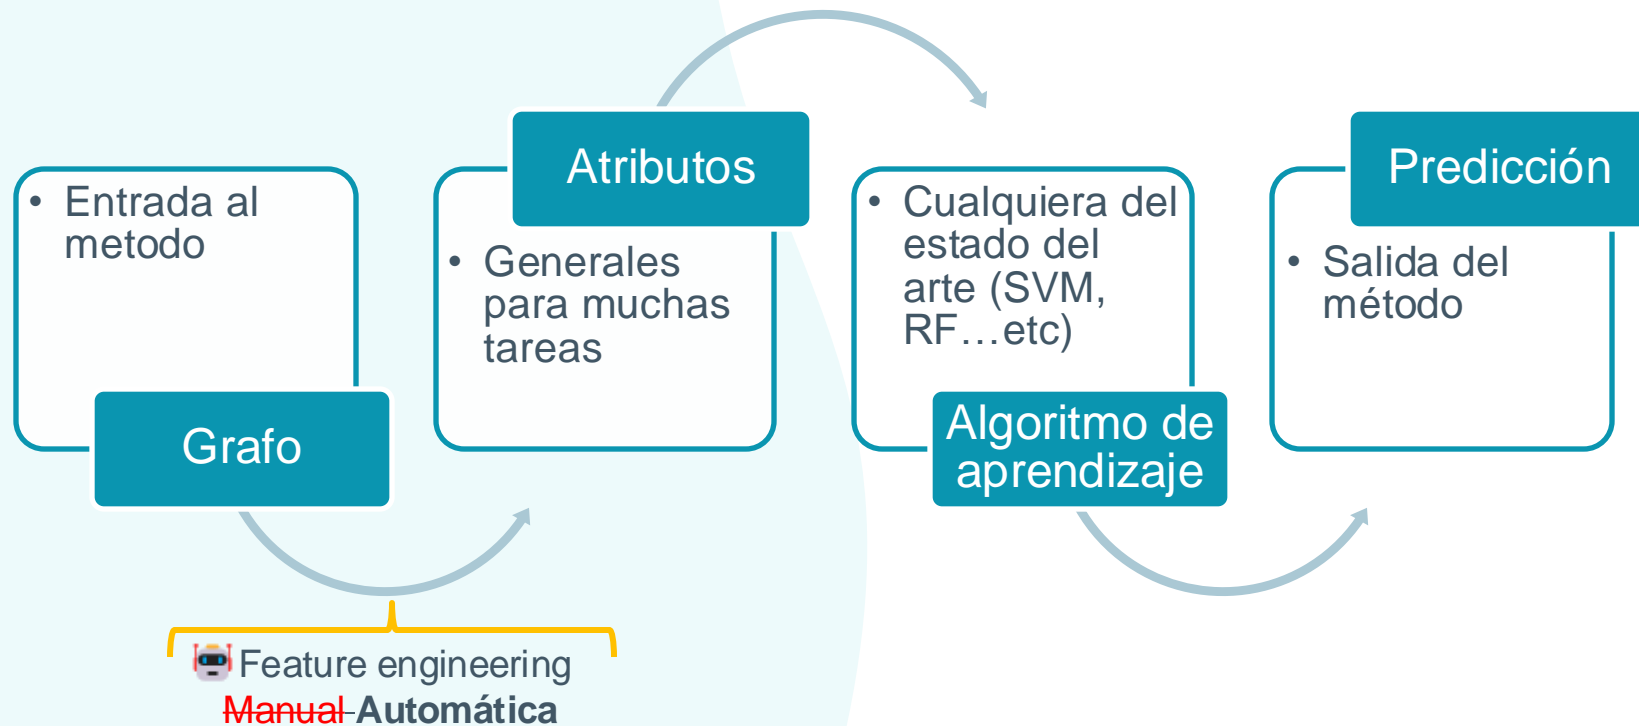 • Entrada al
metodo
Grafo
Atributos
• Generales
para muchas
tareas
• Cualquiera del
estado del
arte (SVM,
RF…etc)
Algoritmo de
aprendizaje
Predicción
• Salida del
método
Feature engineering
Manual Automática